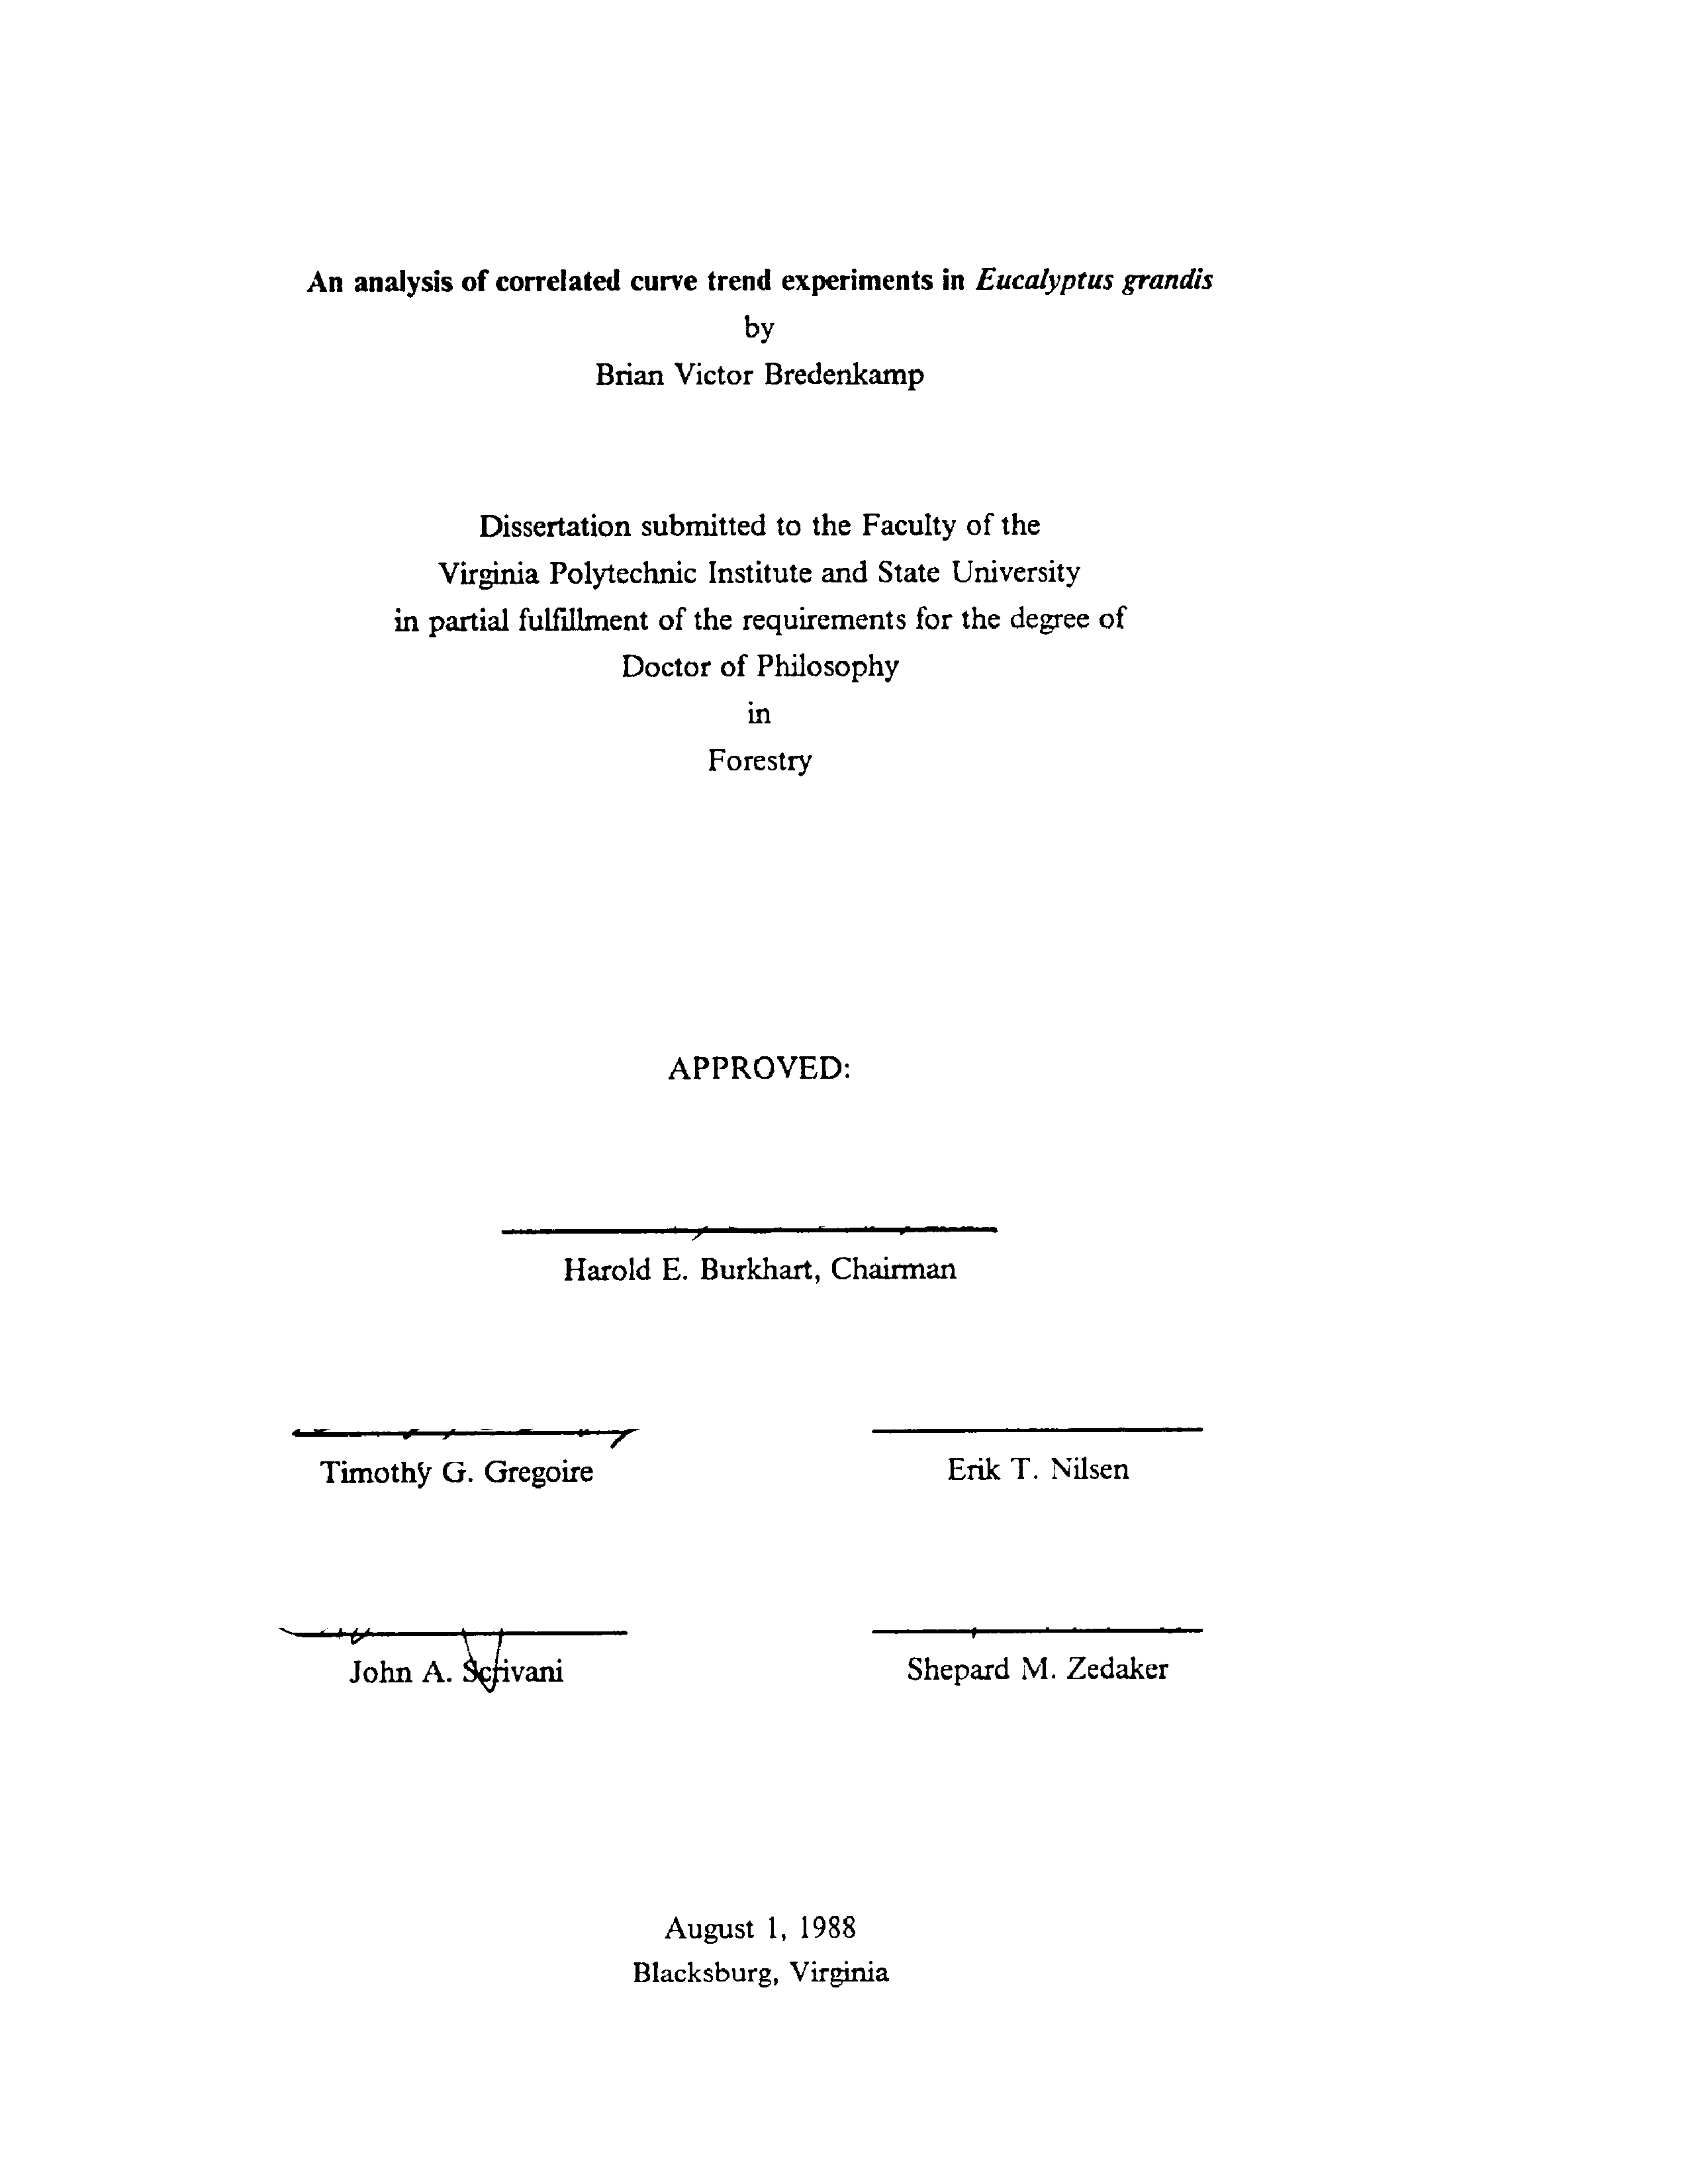 An analysis of correlated curve trend experiments in Eucalyptus grandis
by
Brian Victor Bredenkamp
Dissertation submitted to the Faculty of the
Virginia Polytechnic Institute and State University
in partial fulfillment of the requirements for the degree of
Doctor of Philosophy
in
Forestry
APPROVED:
Harold E. Burkhart, Chairman
Timothy G. Gregoire
Erik T. Nilsen
John A. Scrivani
Shepard M. Zedaker
August 1, 1988
Blacksburg, Virginia